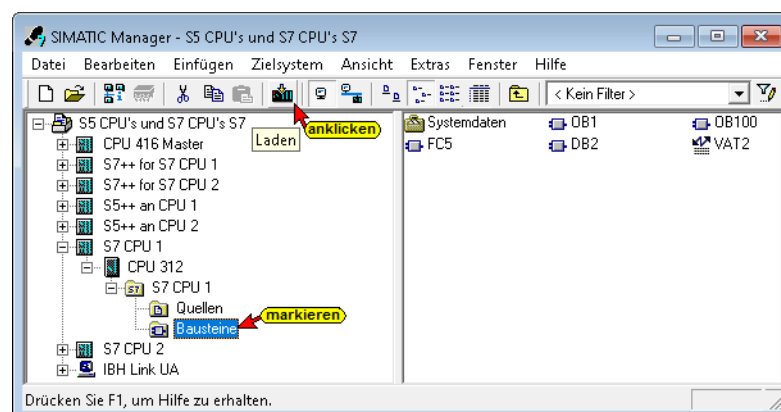 SIMATIC Manager - S5 CPU's und S7 CPU's S7
Datei Bearbeiten Einfügen Zielsystem Ansicht Extras Fenster Hilfe
< Kein Filter >
S5 CPU's und S7 CPU's S7
CPU 416 Master
S7++ for S7 CPU 1
S7++ for S7 CPU 2
S5++ an CPU 1
S5++ an CPU 2
S7 CPU 1
CPU 312
S7 CPU 1
Quellen
Bausteine
S7 CPU 2
IBH Link UA
Laden
anklicken
markieren
Systemdaten OB1 OB100
FC5 DB2 VAT2
Drücken Sie F1, um Hilfe zu erhalten.